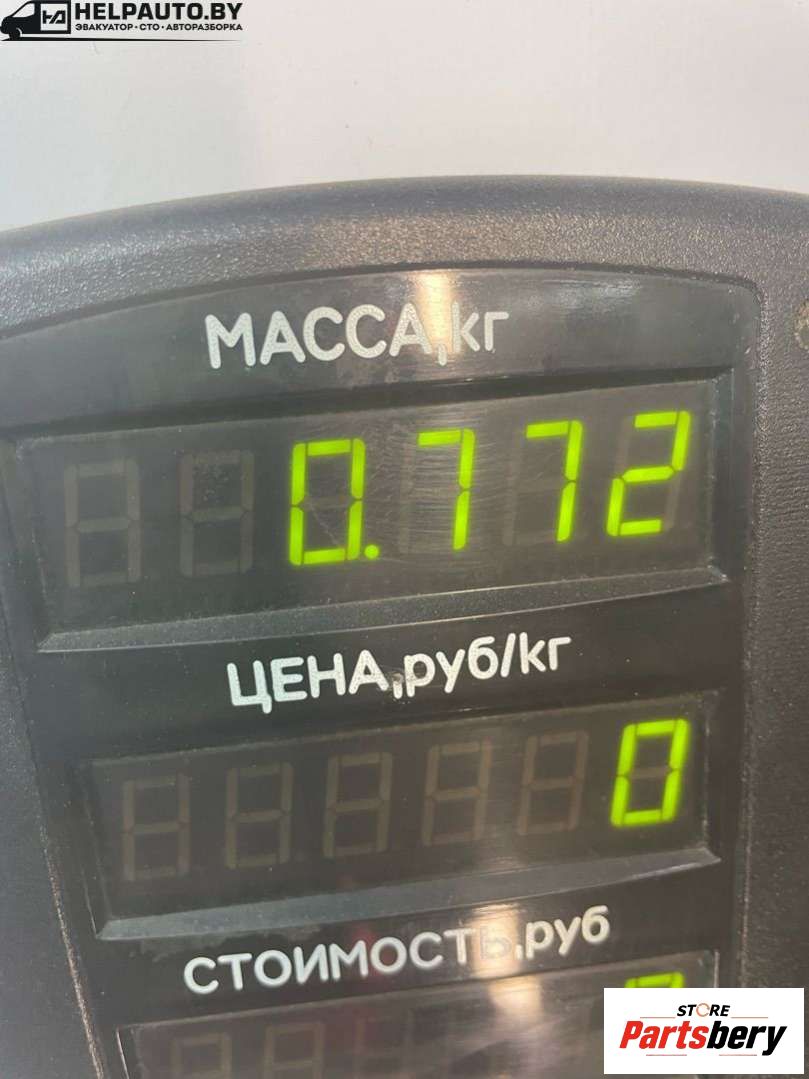 HELPAUTO.BY
ЭВАКУАТОР·СТО·АВТОРАЗБОРКА
МАССА,кг
0.772
ЦЕНА,руб/кг
0
СТОИМОСТЬ,руб
STORE
Partsbery